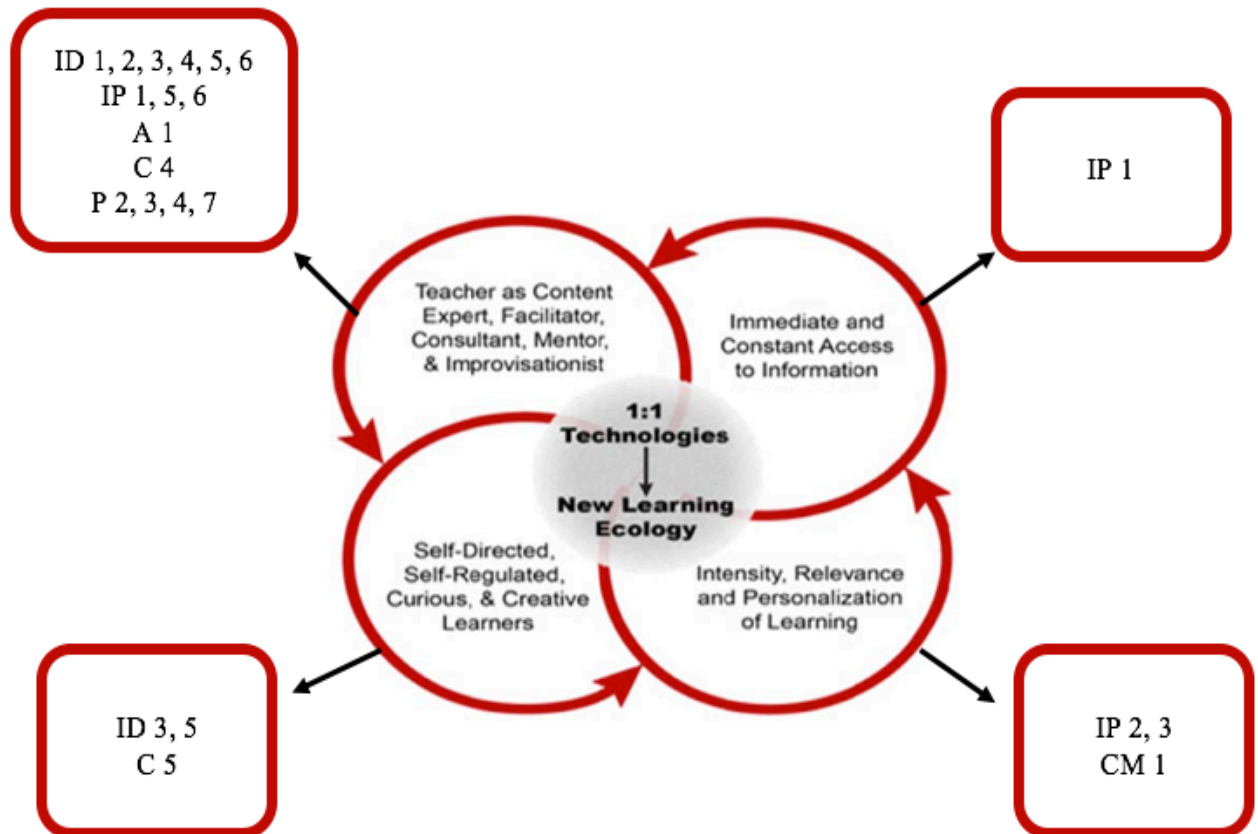 ID 1, 2, 3, 4, 5, 6
IP 1, 5, 6
A 1
C 4
P 2, 3, 4, 7
IP 1
Teacher as Content
Expert, Facilitator,
Consultant, Mentor,
& Improvisationist
Immediate and
Constant Access
to Information
1:1
Technologies
New Learning
Ecology
Self-Directed,
Self-Regulated,
Curious, & Creative
Learners
Intensity, Relevance
and Personalization
of Learning
ID 3, 5
C 5
IP 2, 3
CM 1